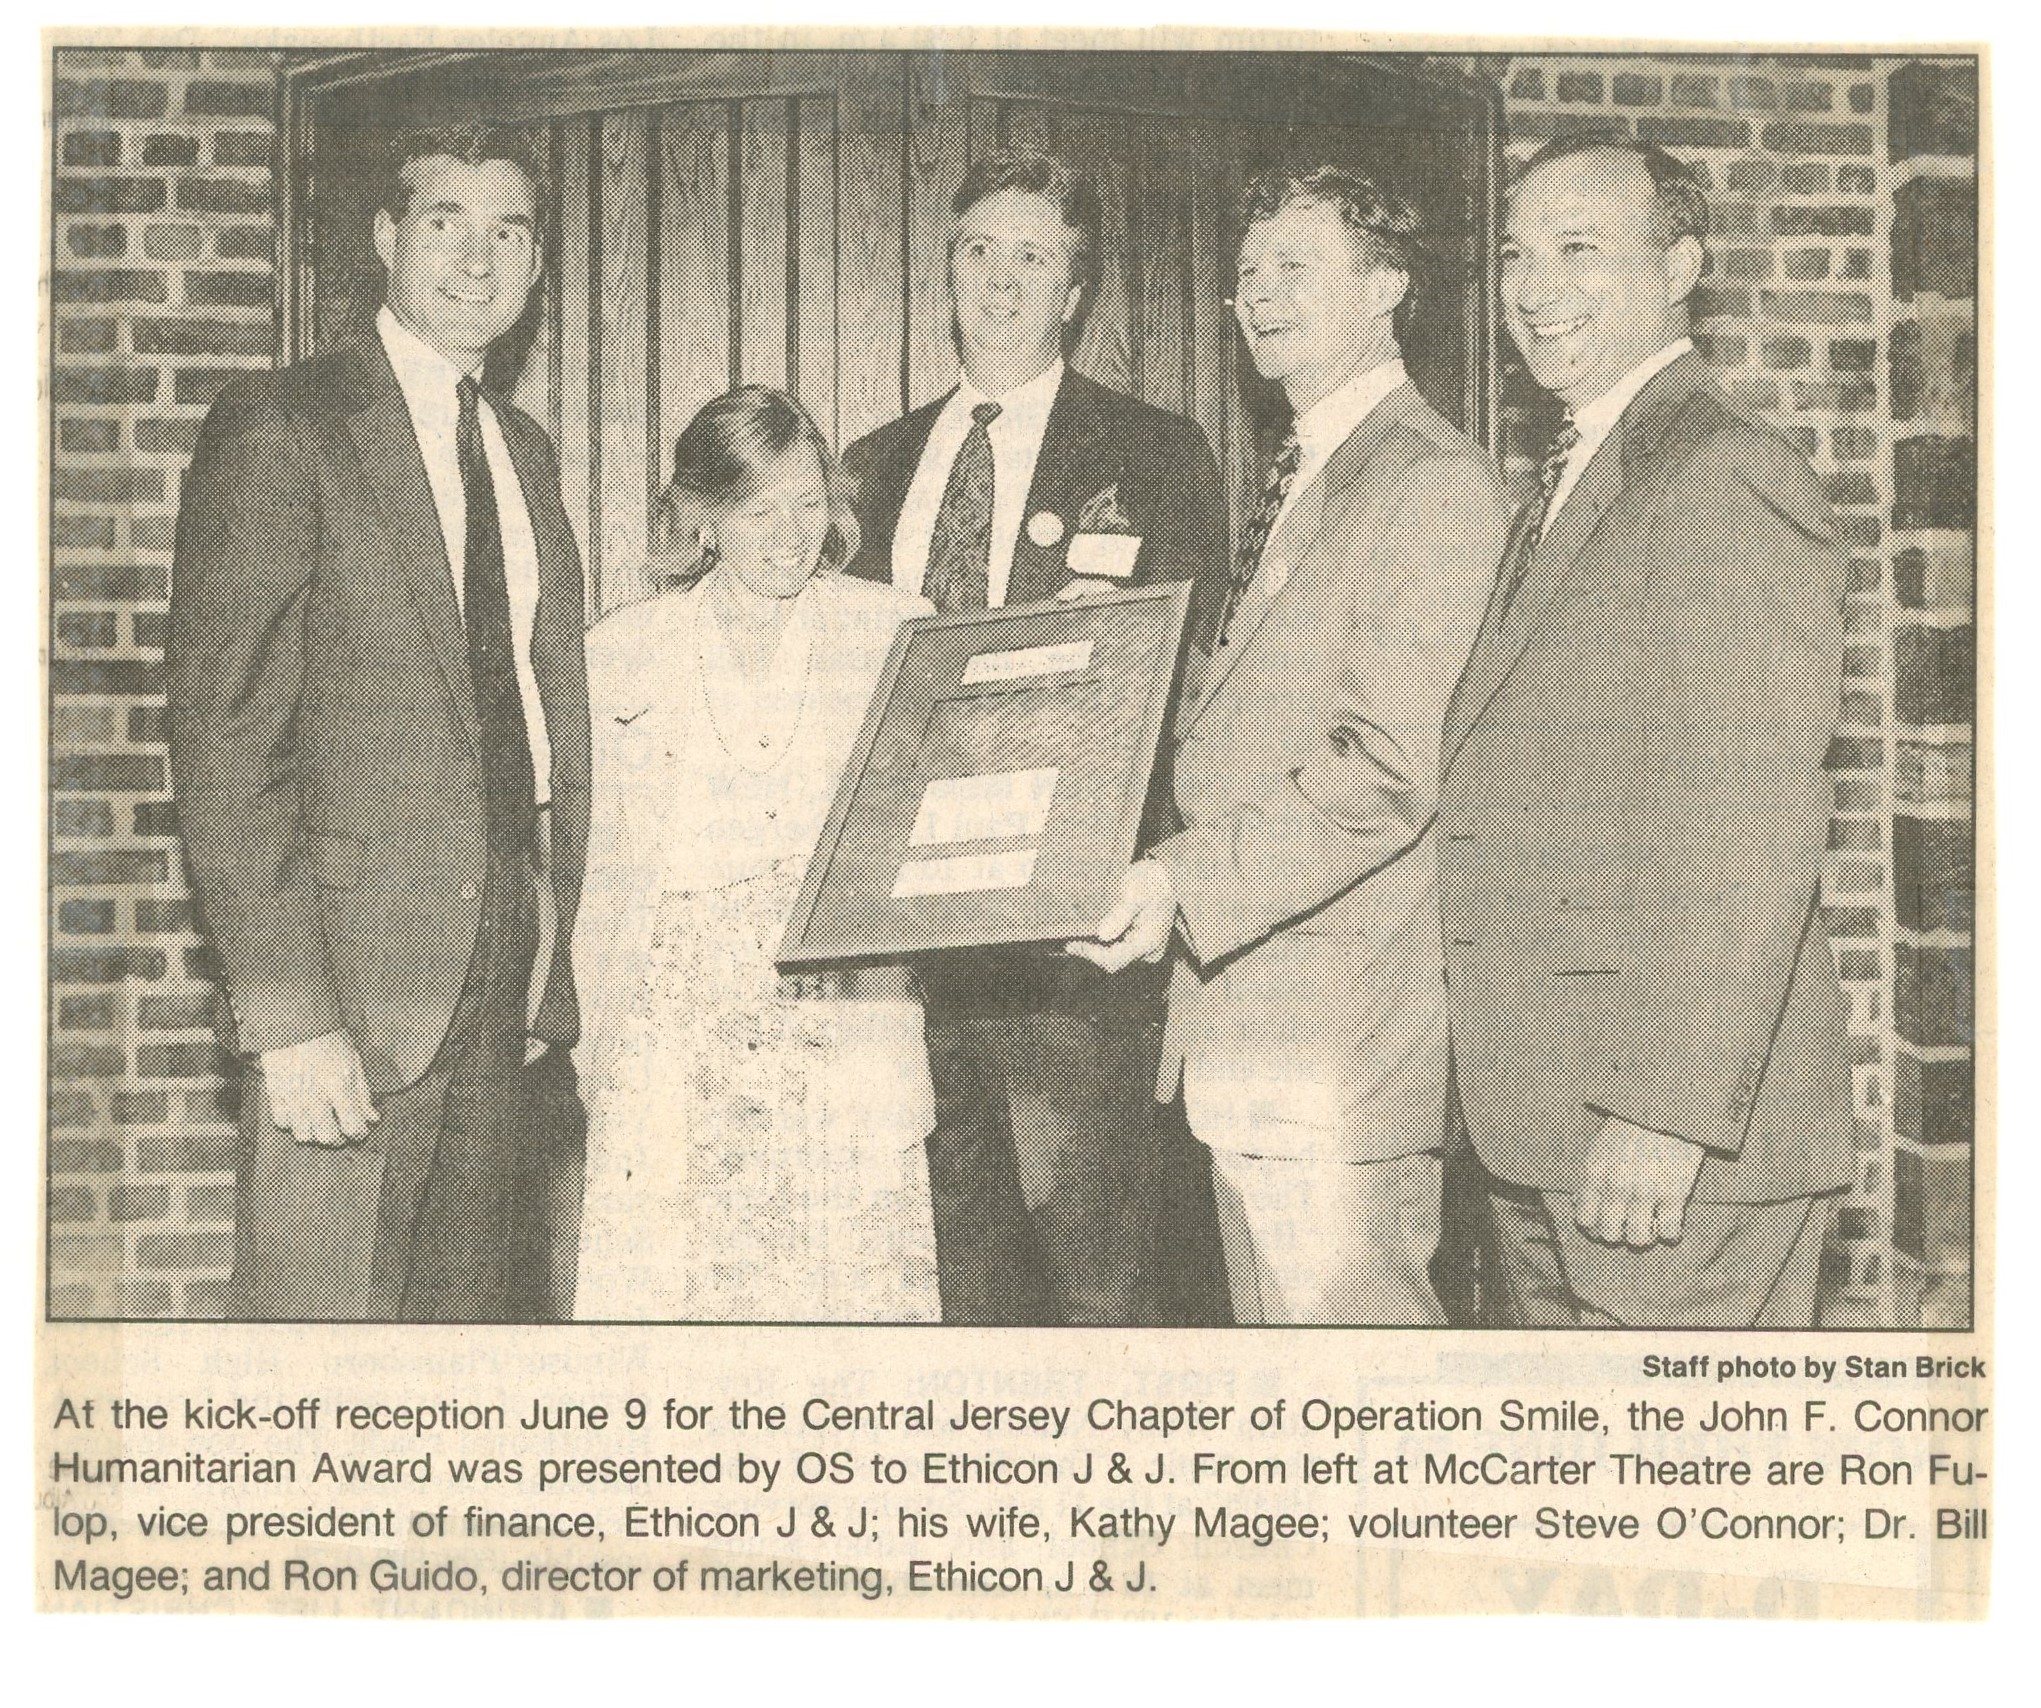 Staff photo by Stan Brick
At the kick-off reception June 9 for the Central Jersey Chapter of Operation Smile, the John F. Connor
Humanitarian Award was presented by OS to Ethicon J & J. From left at McCarter Theatre are Ron Fu-
lop, vice president of finance, Ethicon J & J; his wife, Kathy Magee; volunteer Steve O'Connor; Dr. Bill
Magee; and Ron Guido, director of marketing, Ethicon J & J.